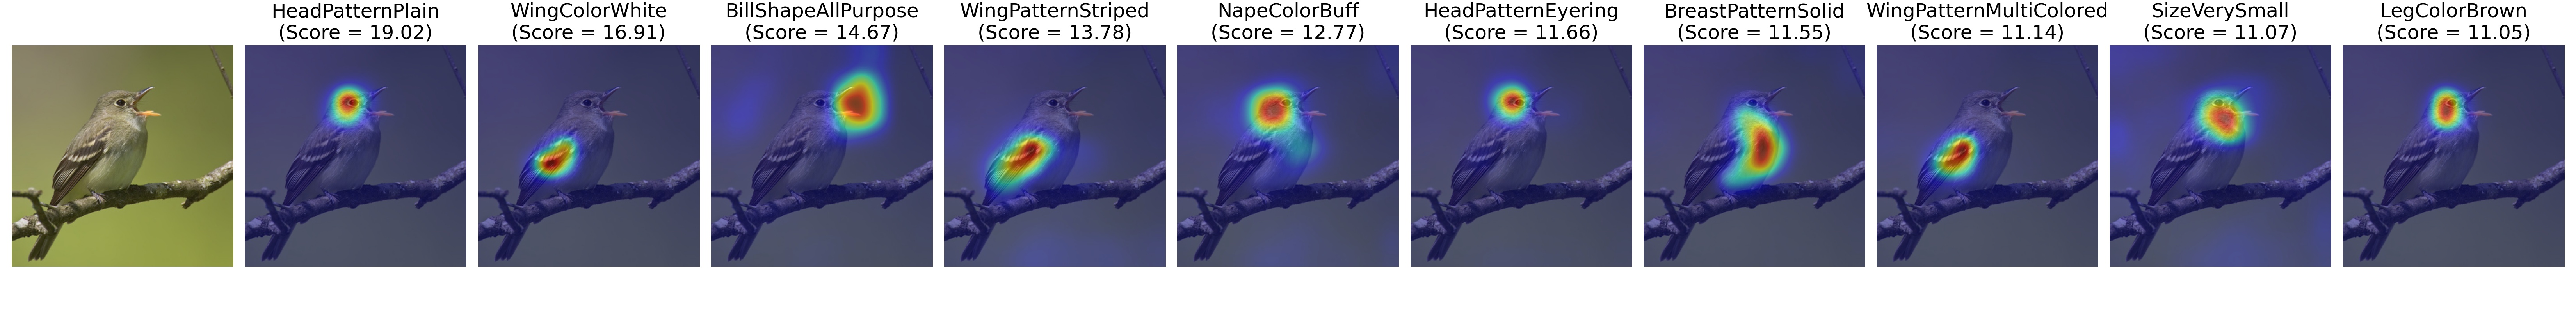 HeadPatternPlain
(Score = 19.02)
WingColorWhite
(Score = 16.91)
BillShapeAllPurpose
(Score = 14.67)
WingPatternStriped
(Score = 13.78)
NapeColorBuff
(Score = 12.77)
HeadPatternEyering
(Score = 11.66)
BreastPatternSolid
(Score = 11.55)
WingPatternMultiColored
(Score = 11.14)
SizeVerySmall
(Score = 11.07)
LegColorBrown
(Score = 11.05)